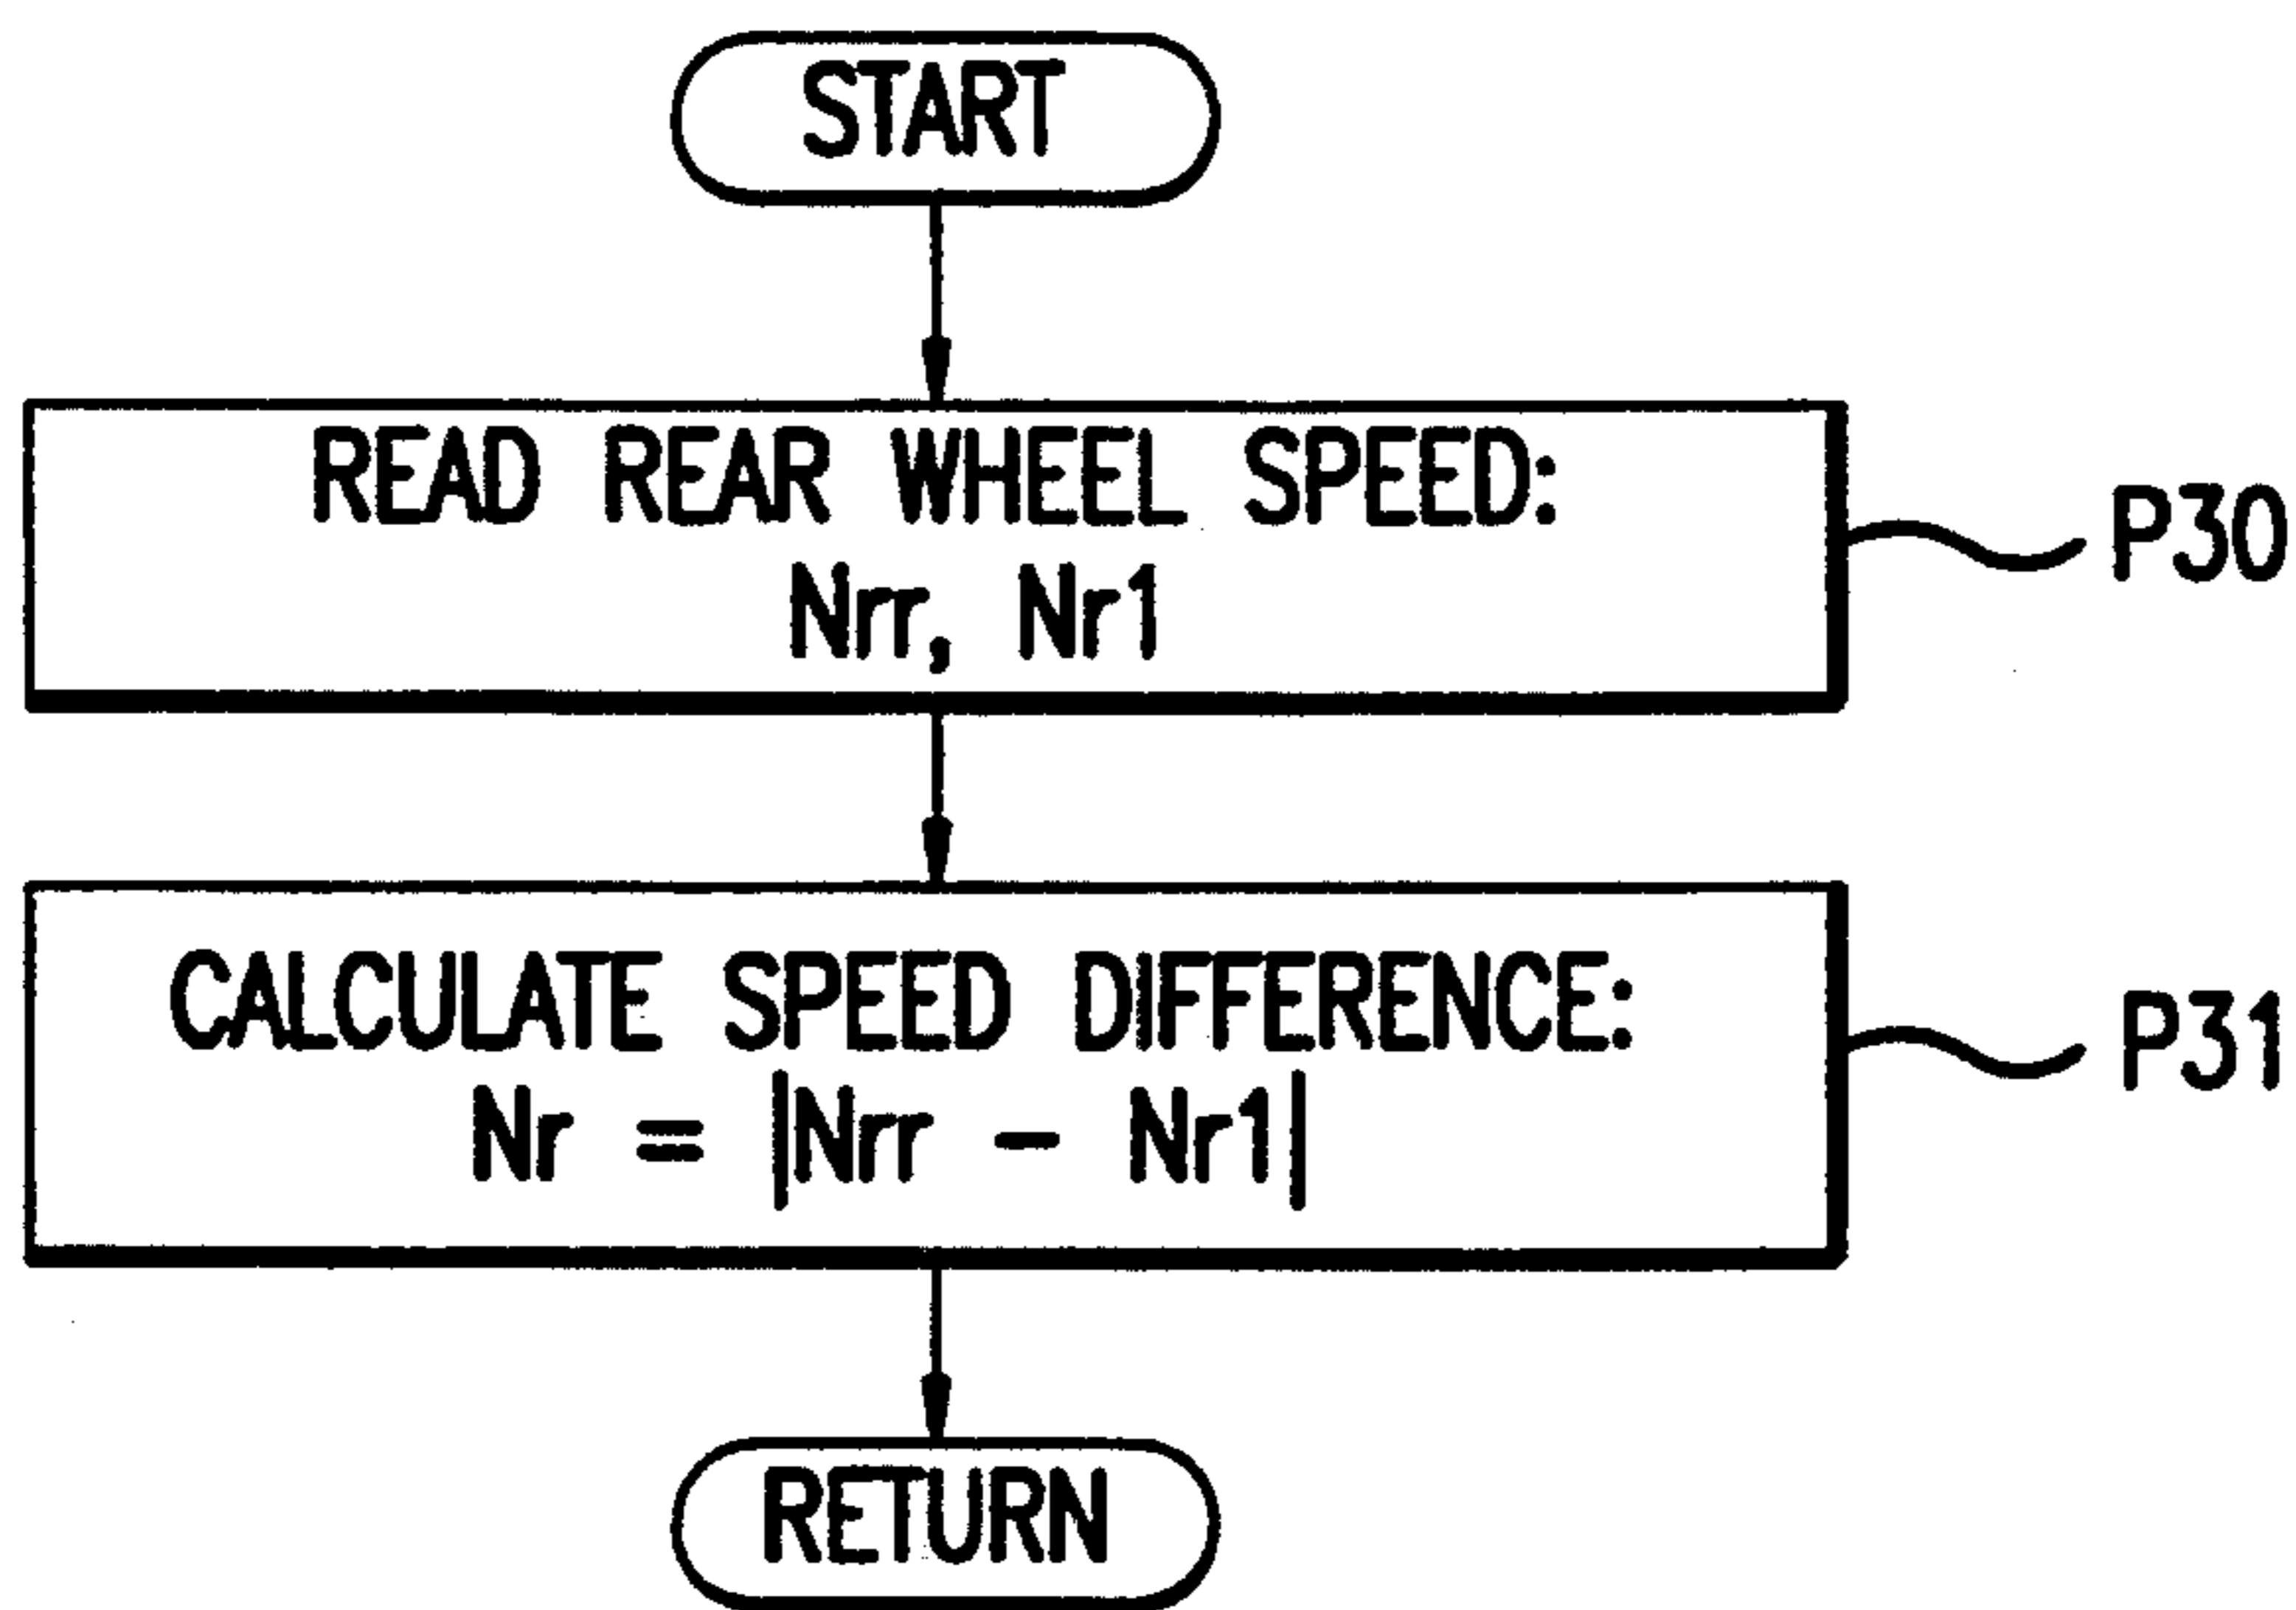 START
READ REAR WHEEL SPEED:
Nrr, Nr1
P30
CALCULATE SPEED DIFFERENCE:
Nr = |Nrr - Nr1|
P31
RETURN